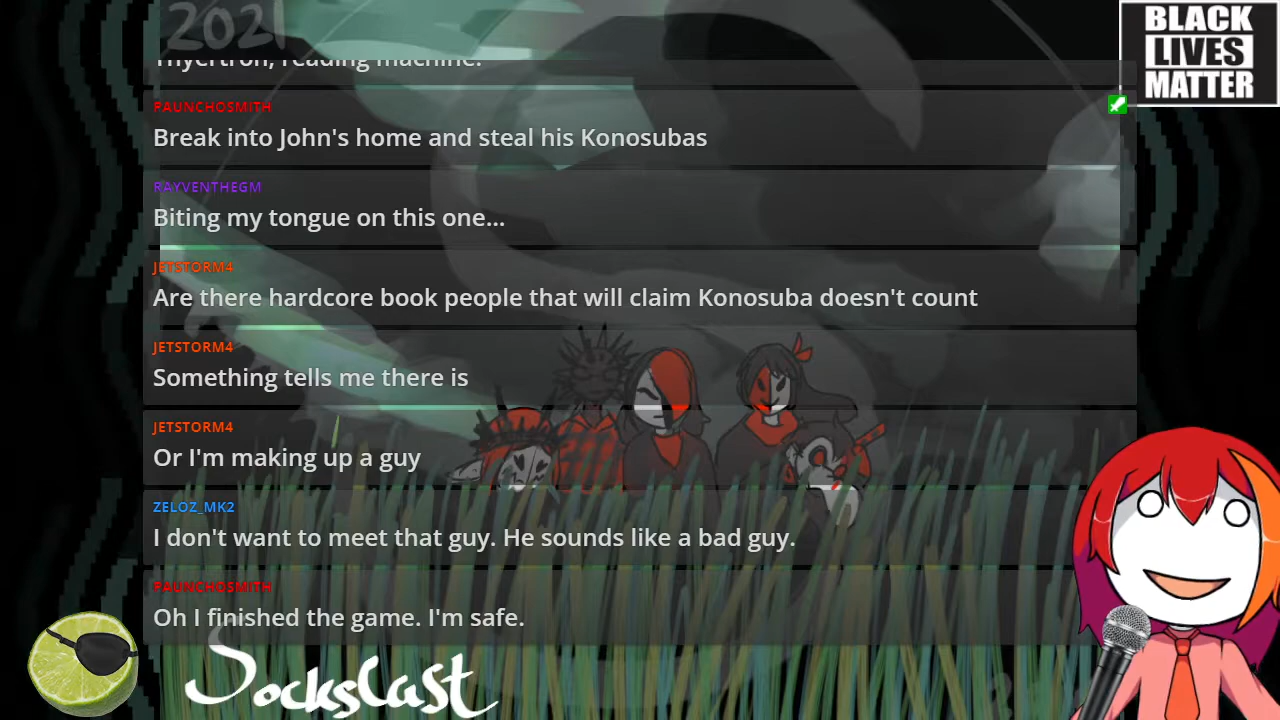 2021
BLACK
LIVES
MATTER
reading machine.
PAUNCHOSMITH
Break into John's home and steal his Konosubas
RAYVENTHEGM
Biting my tongue on this one...
JETSTORM4
Are there hardcore book people that will claim Konosuba doesn't count
JETSTORM4
Something tells me there is
JETSTORM4
Or I'm making up a guy
ZELOZ_MK2
I don't want to meet that guy. He sounds like a bad guy.
PAUNCHOSMITH
Oh I finished the game. I'm safe.
SocksCast